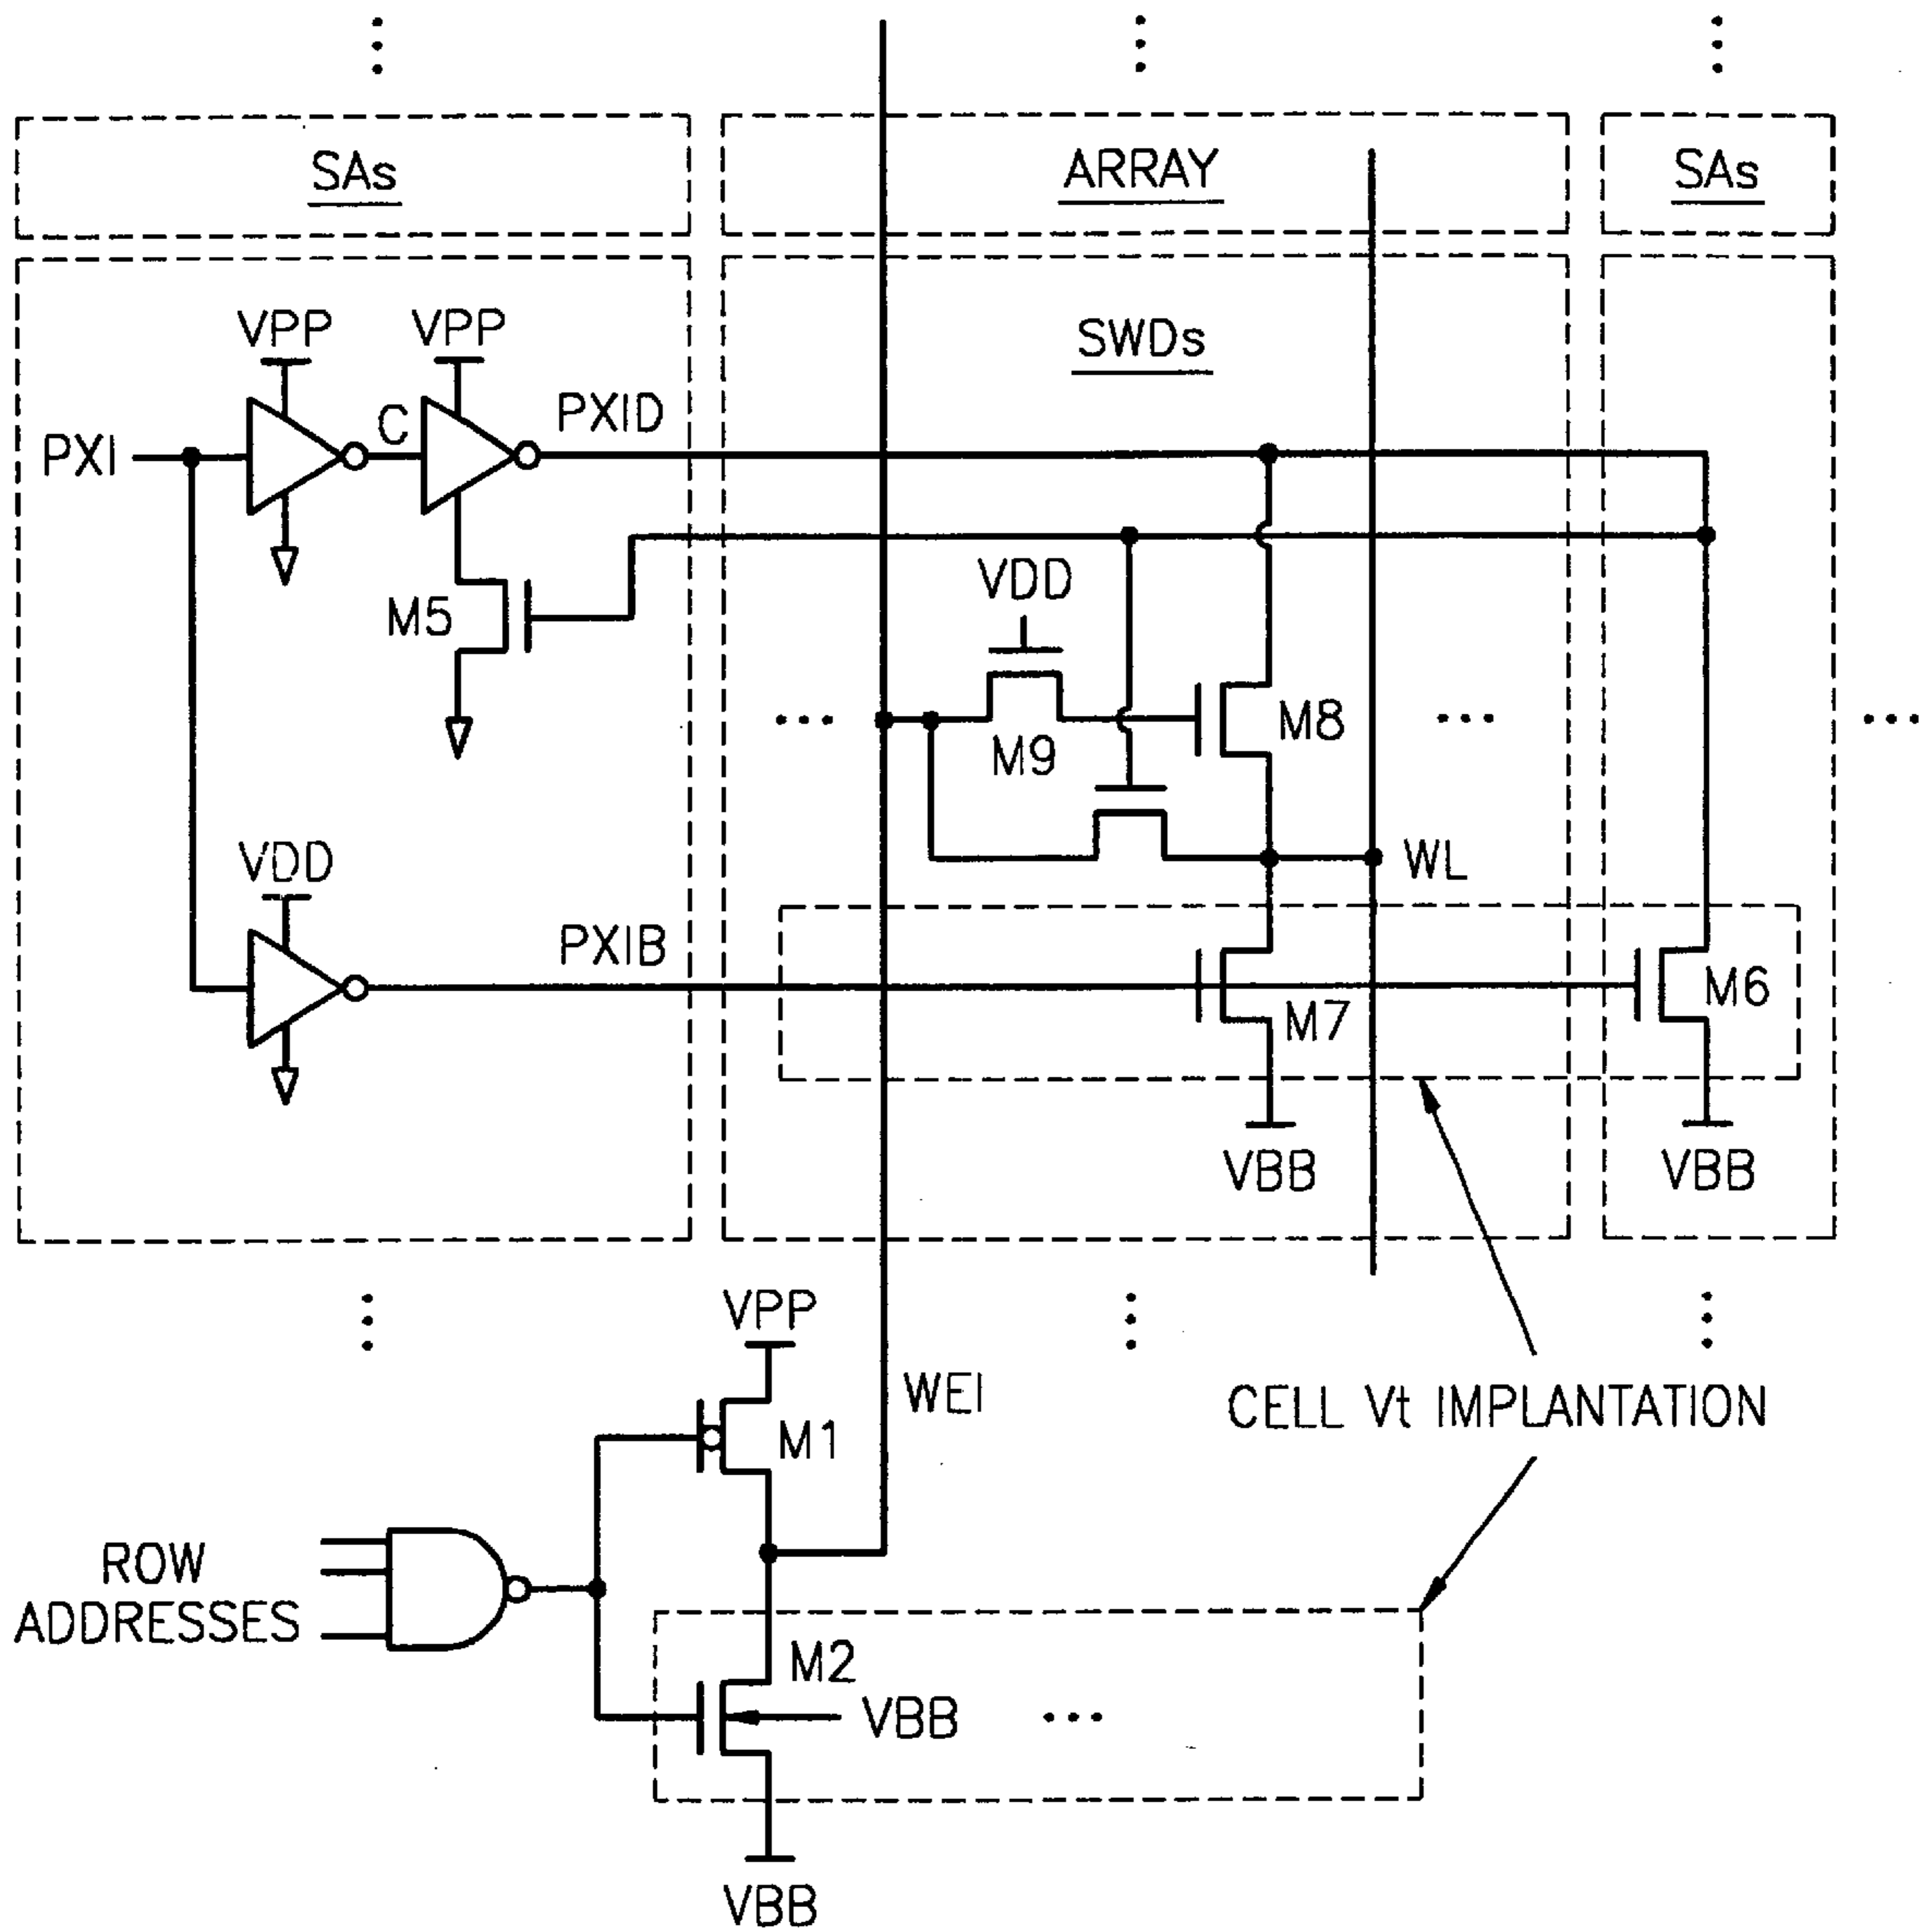 SAs
ARRAY
SAs
VPP
VPP
SWDs
PXI
C
PXID
VDD
M5
M9
M8
VDD
WL
PXIB
M7
M6
VBB
VBB
VPP
WEI
M1
CELL Vt IMPLANTATION
ROW
ADDRESSES
M2
VBB
VBB